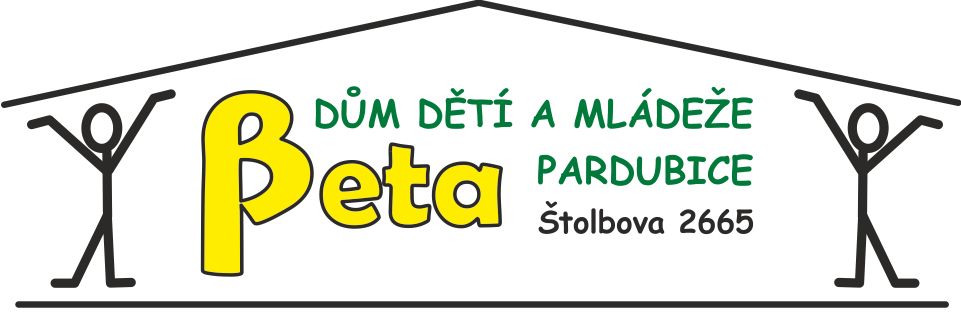 DŮM DĚTÍ A MLÁDEŽE
βeta
PARDUBICE
Štolbova 2665